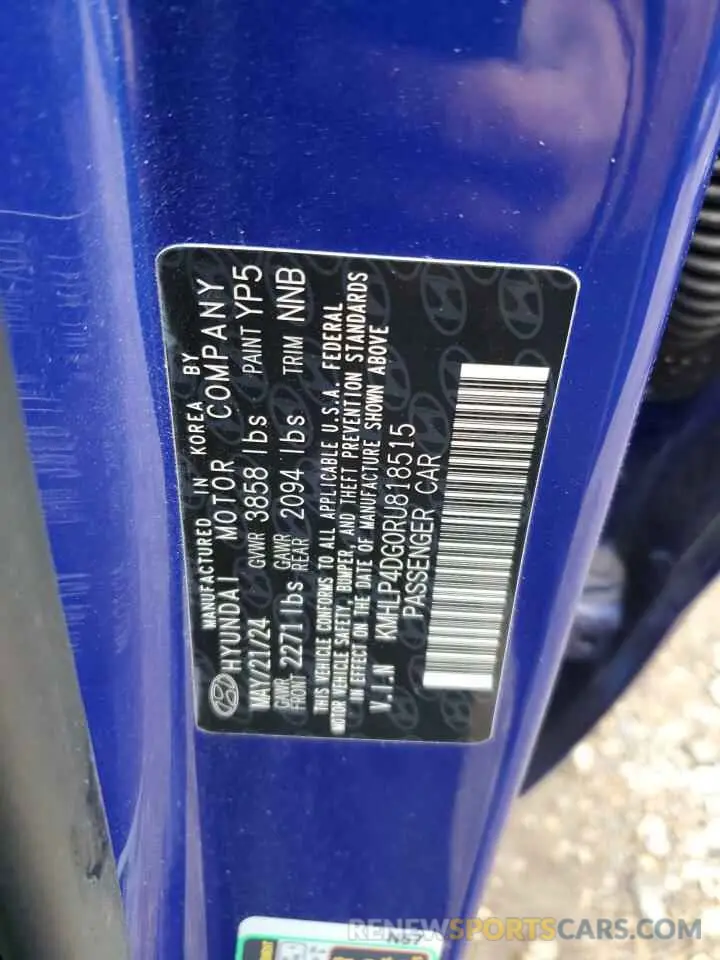 MANUFACTURED IN KOREA BY
HYUNDAI MOTOR COMPANY
MAY/21/24 GVWR 3858 lbs PAINT YP5
GAWR FRONT 2271 lbs GAWR REAR 2094 lbs TRIM NNB
THIS VEHICLE CONFORMS TO ALL APPLICABLE U.S.A. FEDERAL
MOTOR VEHICLE SAFETY, BUMPER, AND THEFT PREVENTION STANDARDS
IN EFFECT ON THE DATE OF MANUFACTURE SHOWN ABOVE
V.I.N KMHLP4DG0RU818515
PASSENGER CAR
RENEWSPORTSCARS.COM